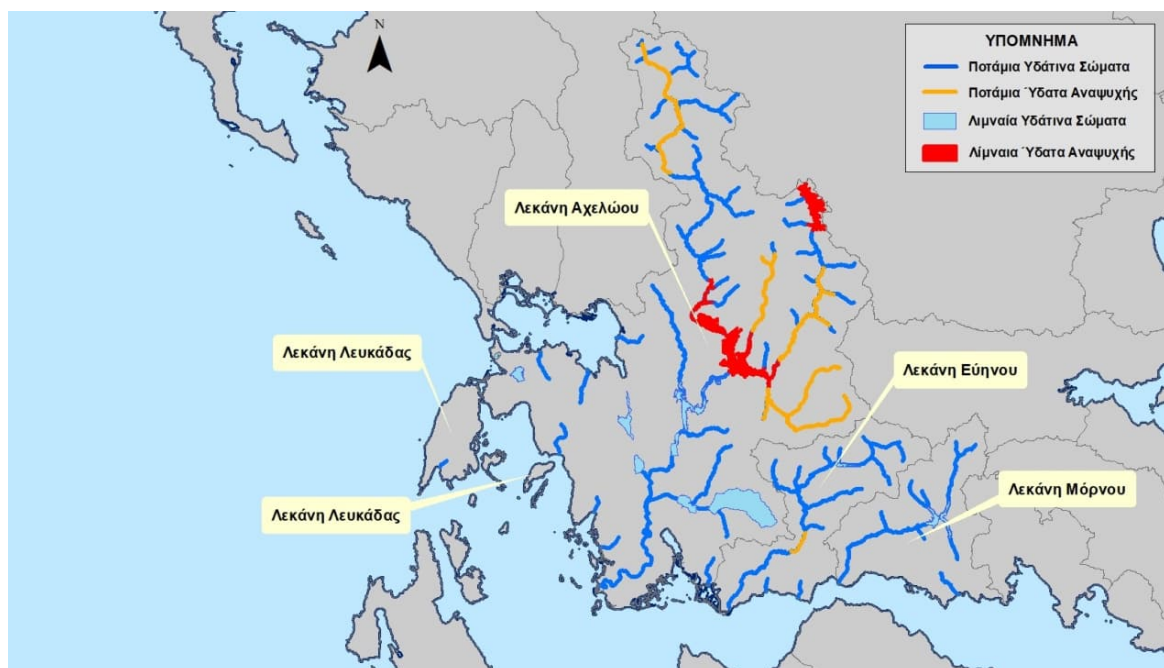 N
ΥΠΟΜΝΗΜΑ
Ποτάμια Υδάτινα Σώματα
Ποτάμια Ύδατα Αναψυχής
Λιμναία Υδάτινα Σώματα
Λίμναια Ύδατα Αναψυχής
Λεκάνη Αχελώου
Λεκάνη Λευκάδας
Λεκάνη Εύηνου
Λεκάνη Μόρνου
Λεκάνη Λευκάδας